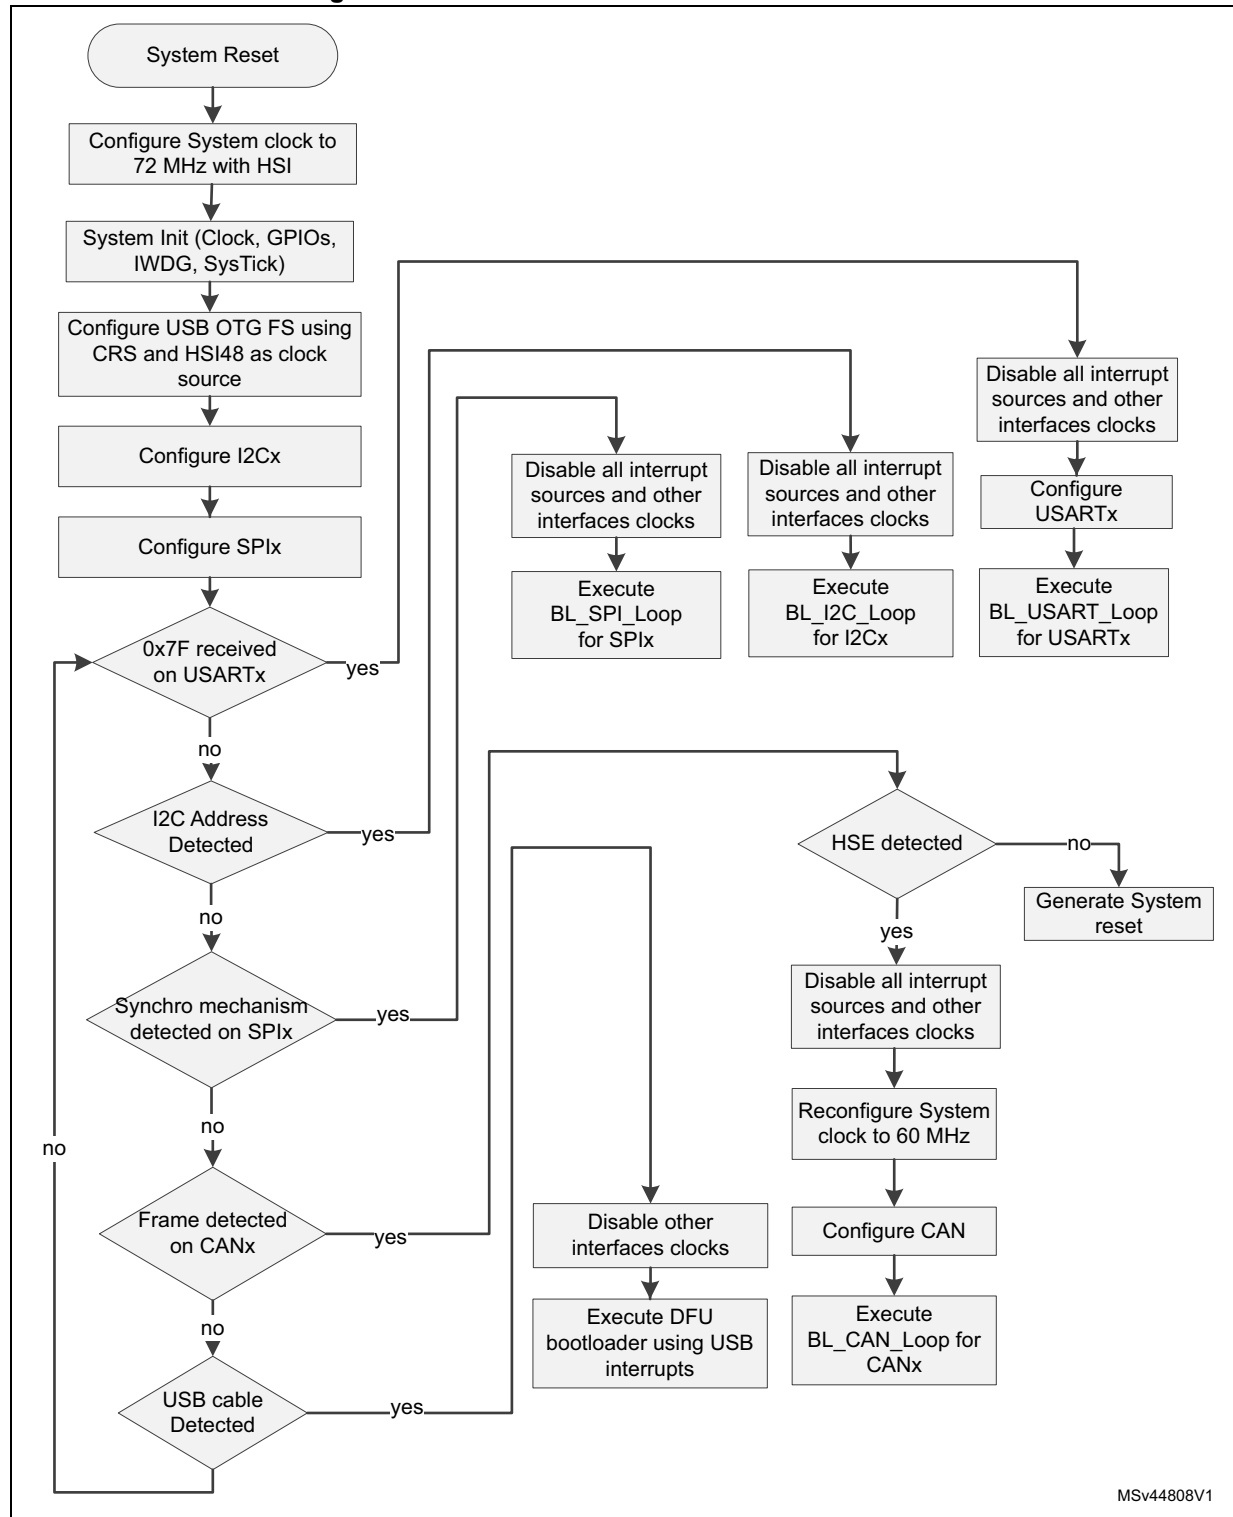 System Reset
Configure System clock to
72 MHz with HSI
System Init (Clock, GPIOs,
IWDG, SysTick)
Configure USB OTG FS using
CRS and HSI48 as clock
source
Configure I2Cx
Configure SPIx
0x7F received
on USARTx
yes
no
I2C Address
Detected
yes
no
Synchro mechanism
detected on SPIx
yes
no
Frame detected
on CANx
yes
no
USB cable
Detected
yes
no
Disable all interrupt
sources and other
interfaces clocks
Execute
BL_SPI_Loop
for SPIx
Disable all interrupt
sources and other
interfaces clocks
Execute
BL_I2C_Loop
for I2Cx
Disable all interrupt
sources and other
interfaces clocks
Configure
USARTx
Execute
BL_USART_Loop
for USARTx
HSE detected
no
Generate System
reset
yes
Disable all interrupt
sources and other
interfaces clocks
Reconfigure System
clock to 60 MHz
Configure CAN
Execute
BL_CAN_Loop for
CANx
Disable other
interfaces clocks
Execute DFU
bootloader using USB
interrupts
MSv44808V1